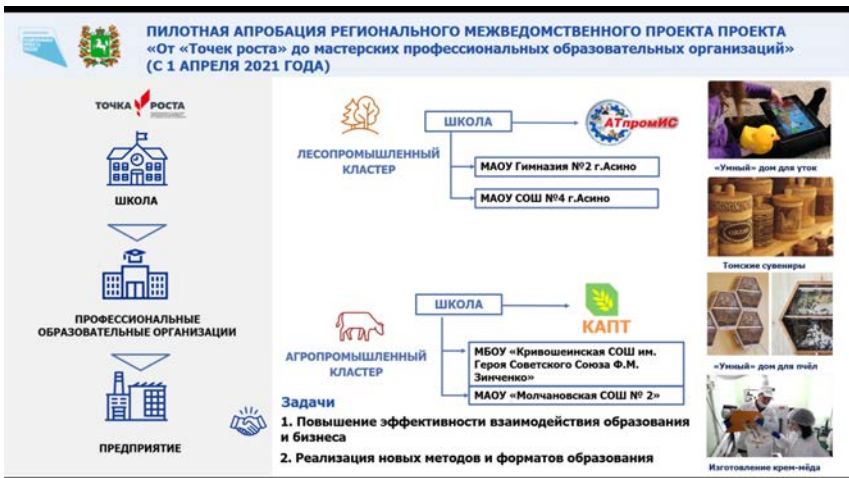 ПИЛОТНАЯ АПРОБАЦИЯ РЕГИОНАЛЬНОГО МЕЖВЕДОМСТВЕННОГО ПРОЕКТА ПРОЕКТА
«От «Точек роста» до мастерских профессиональных образовательных организаций»
(С 1 АПРЕЛЯ 2021 ГОДА)
ТОЧКА РОСТА
ШКОЛА
ПРОФЕССИОНАЛЬНЫЕ
ОБРАЗОВАТЕЛЬНЫЕ ОРГАНИЗАЦИИ
ПРЕДПРИЯТИЕ
ЛЕСОПРОМЫШЛЕННЫЙ
КЛАСТЕР
ШКОЛА
АТпромИС
МАОУ Гимназия №2 г.Асино
МАОУ СОШ №4 г.Асино
АГРОПРОМЫШЛЕННЫЙ
КЛАСТЕР
ШКОЛА
КАПТ
МБОУ «Кривошеинская СОШ им.
Героя Советского Союза Ф.М.
Зинченко»
МАОУ «Молчановская СОШ № 2»
Задачи
1. Повышение эффективности взаимодействия образования
и бизнеса
2. Реализация новых методов и форматов образования
«Умный» дом для уток
Томские сувениры
«Умный» дом для пчёл
Изготовление крем-мёда